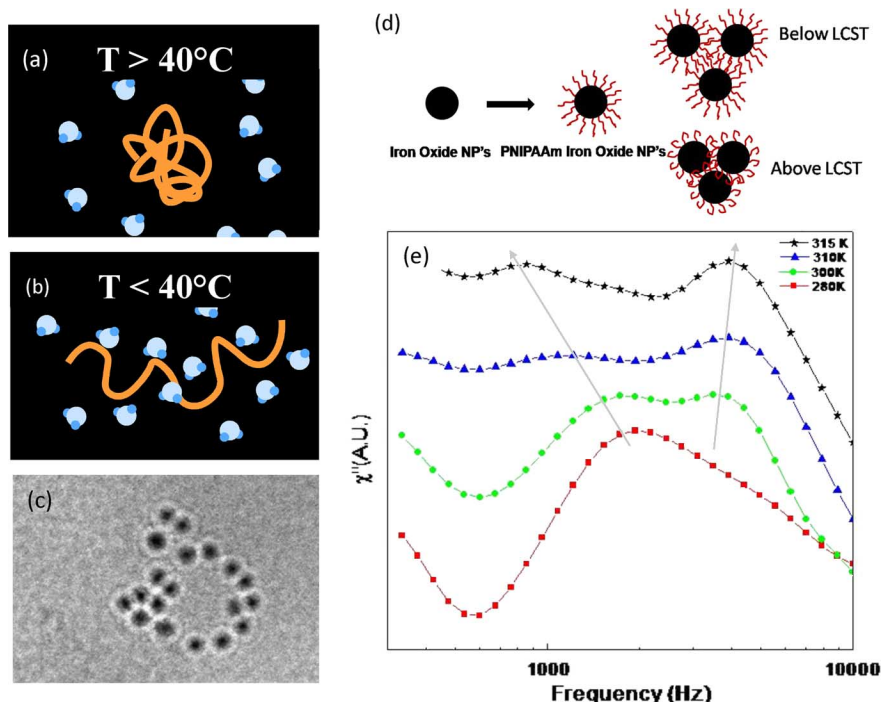 (a)
T > 40°C
(b)
T < 40°C
(c)
(d)
Below LCST
Iron Oxide NP's
PNIPAAm Iron Oxide NP's
Above LCST
(e)
315 K
310K
300K
280K
χ"(A.U.)
1000
10000
Frequency (Hz)